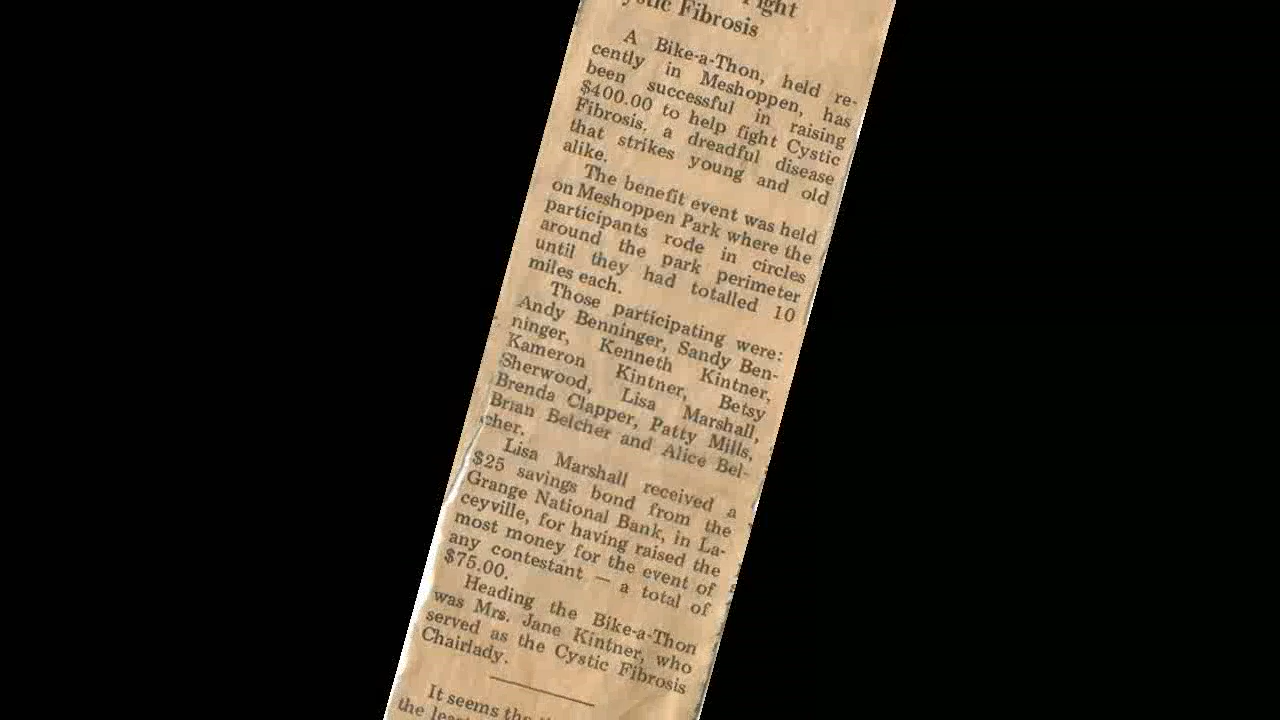 Fight
Cystic Fibrosis
A Bike-a-Thon, held re-
cently in Meshoppen, has
been successful in raising
$400.00 to help fight Cystic
Fibrosis, a dreadful disease
that strikes young and old
alike.
The benefit event was held
on Meshoppen Park where the
participants rode in circles
around the park perimeter
until they had totalled 10
miles each.
Those participating were:
Andy Benninger, Sandy Ben-
ninger, Kenneth Kintner,
Kameron Kintner, Betsy
Sherwood, Lisa Marshall,
Brenda Clapper, Patty Mills,
Brian Belcher and Alice Bel-
cher.
Lisa Marshall received a
$25 savings bond from the
Grange National Bank, in La-
ceyville, for having raised the
most money for the event of
any contestant — a total of
$75.00.
Heading the Bike-a-Thon
was Mrs. Jane Kintner, who
served as the Cystic Fibrosis
Chairlady.
It seems the
the least